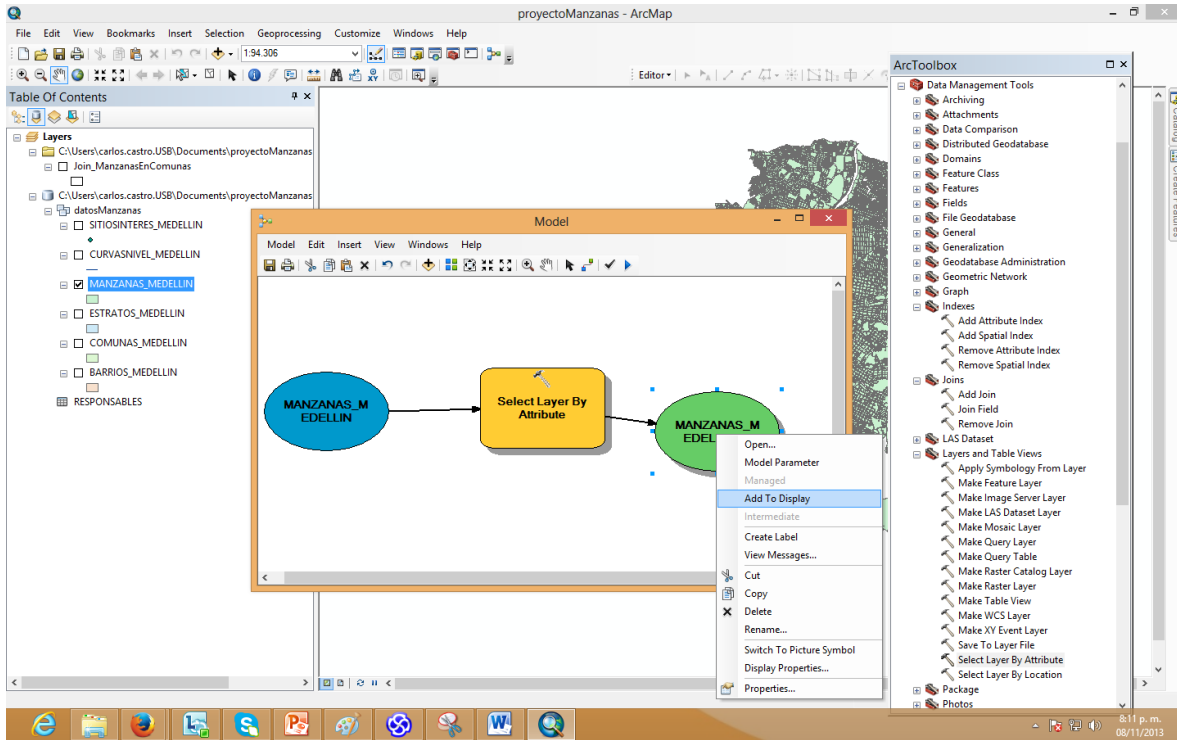 proyectoManzanas - ArcMap
File Edit View Bookmarks Insert Selection Geoprocessing Customize Windows Help
1:94.306
Editor
Table Of Contents
Layers
C:\Users\carlos.castro.USB\Documents\proyectoManzanas
Join_ManzanasEnComunas
C:\Users\carlos.castro.USB\Documents\proyectoManzanas
datosManzanas
SITIOSINTERES_MEDELLIN
CURVASNIVEL_MEDELLIN
MANZANAS_MEDELLIN
ESTRATOS_MEDELLIN
COMUNAS_MEDELLIN
BARRIOS_MEDELLIN
RESPONSABLES
Model
Model Edit Insert View Windows Help
MANZANAS_M
EDELLIN
Select Layer By
Attribute
MANZANAS_M
EDEL
Open...
Model Parameter
Managed
Add To Display
Intermediate
Create Label
View Messages...
Cut
Copy
Delete
Rename...
Switch To Picture Symbol
Display Properties...
Properties...
ArcToolbox
Data Management Tools
Archiving
Attachments
Data Comparison
Distributed Geodatabase
Domains
Feature Class
Features
Fields
File Geodatabase
General
Generalization
Geodatabase Administration
Geometric Network
Graph
Indexes
Add Attribute Index
Add Spatial Index
Remove Attribute Index
Remove Spatial Index
Joins
Add Join
Join Field
Remove Join
LAS Dataset
Layers and Table Views
Apply Symbology From Layer
Make Feature Layer
Make Image Server Layer
Make LAS Dataset Layer
Make Mosaic Layer
Make Query Layer
Make Query Table
Make Raster Catalog Layer
Make Raster Layer
Make Table View
Make WCS Layer
Make XY Event Layer
Save To Layer File
Select Layer By Attribute
Select Layer By Location
Package
Photos
Catalog
Create Features
8:11 p. m.
08/11/2013